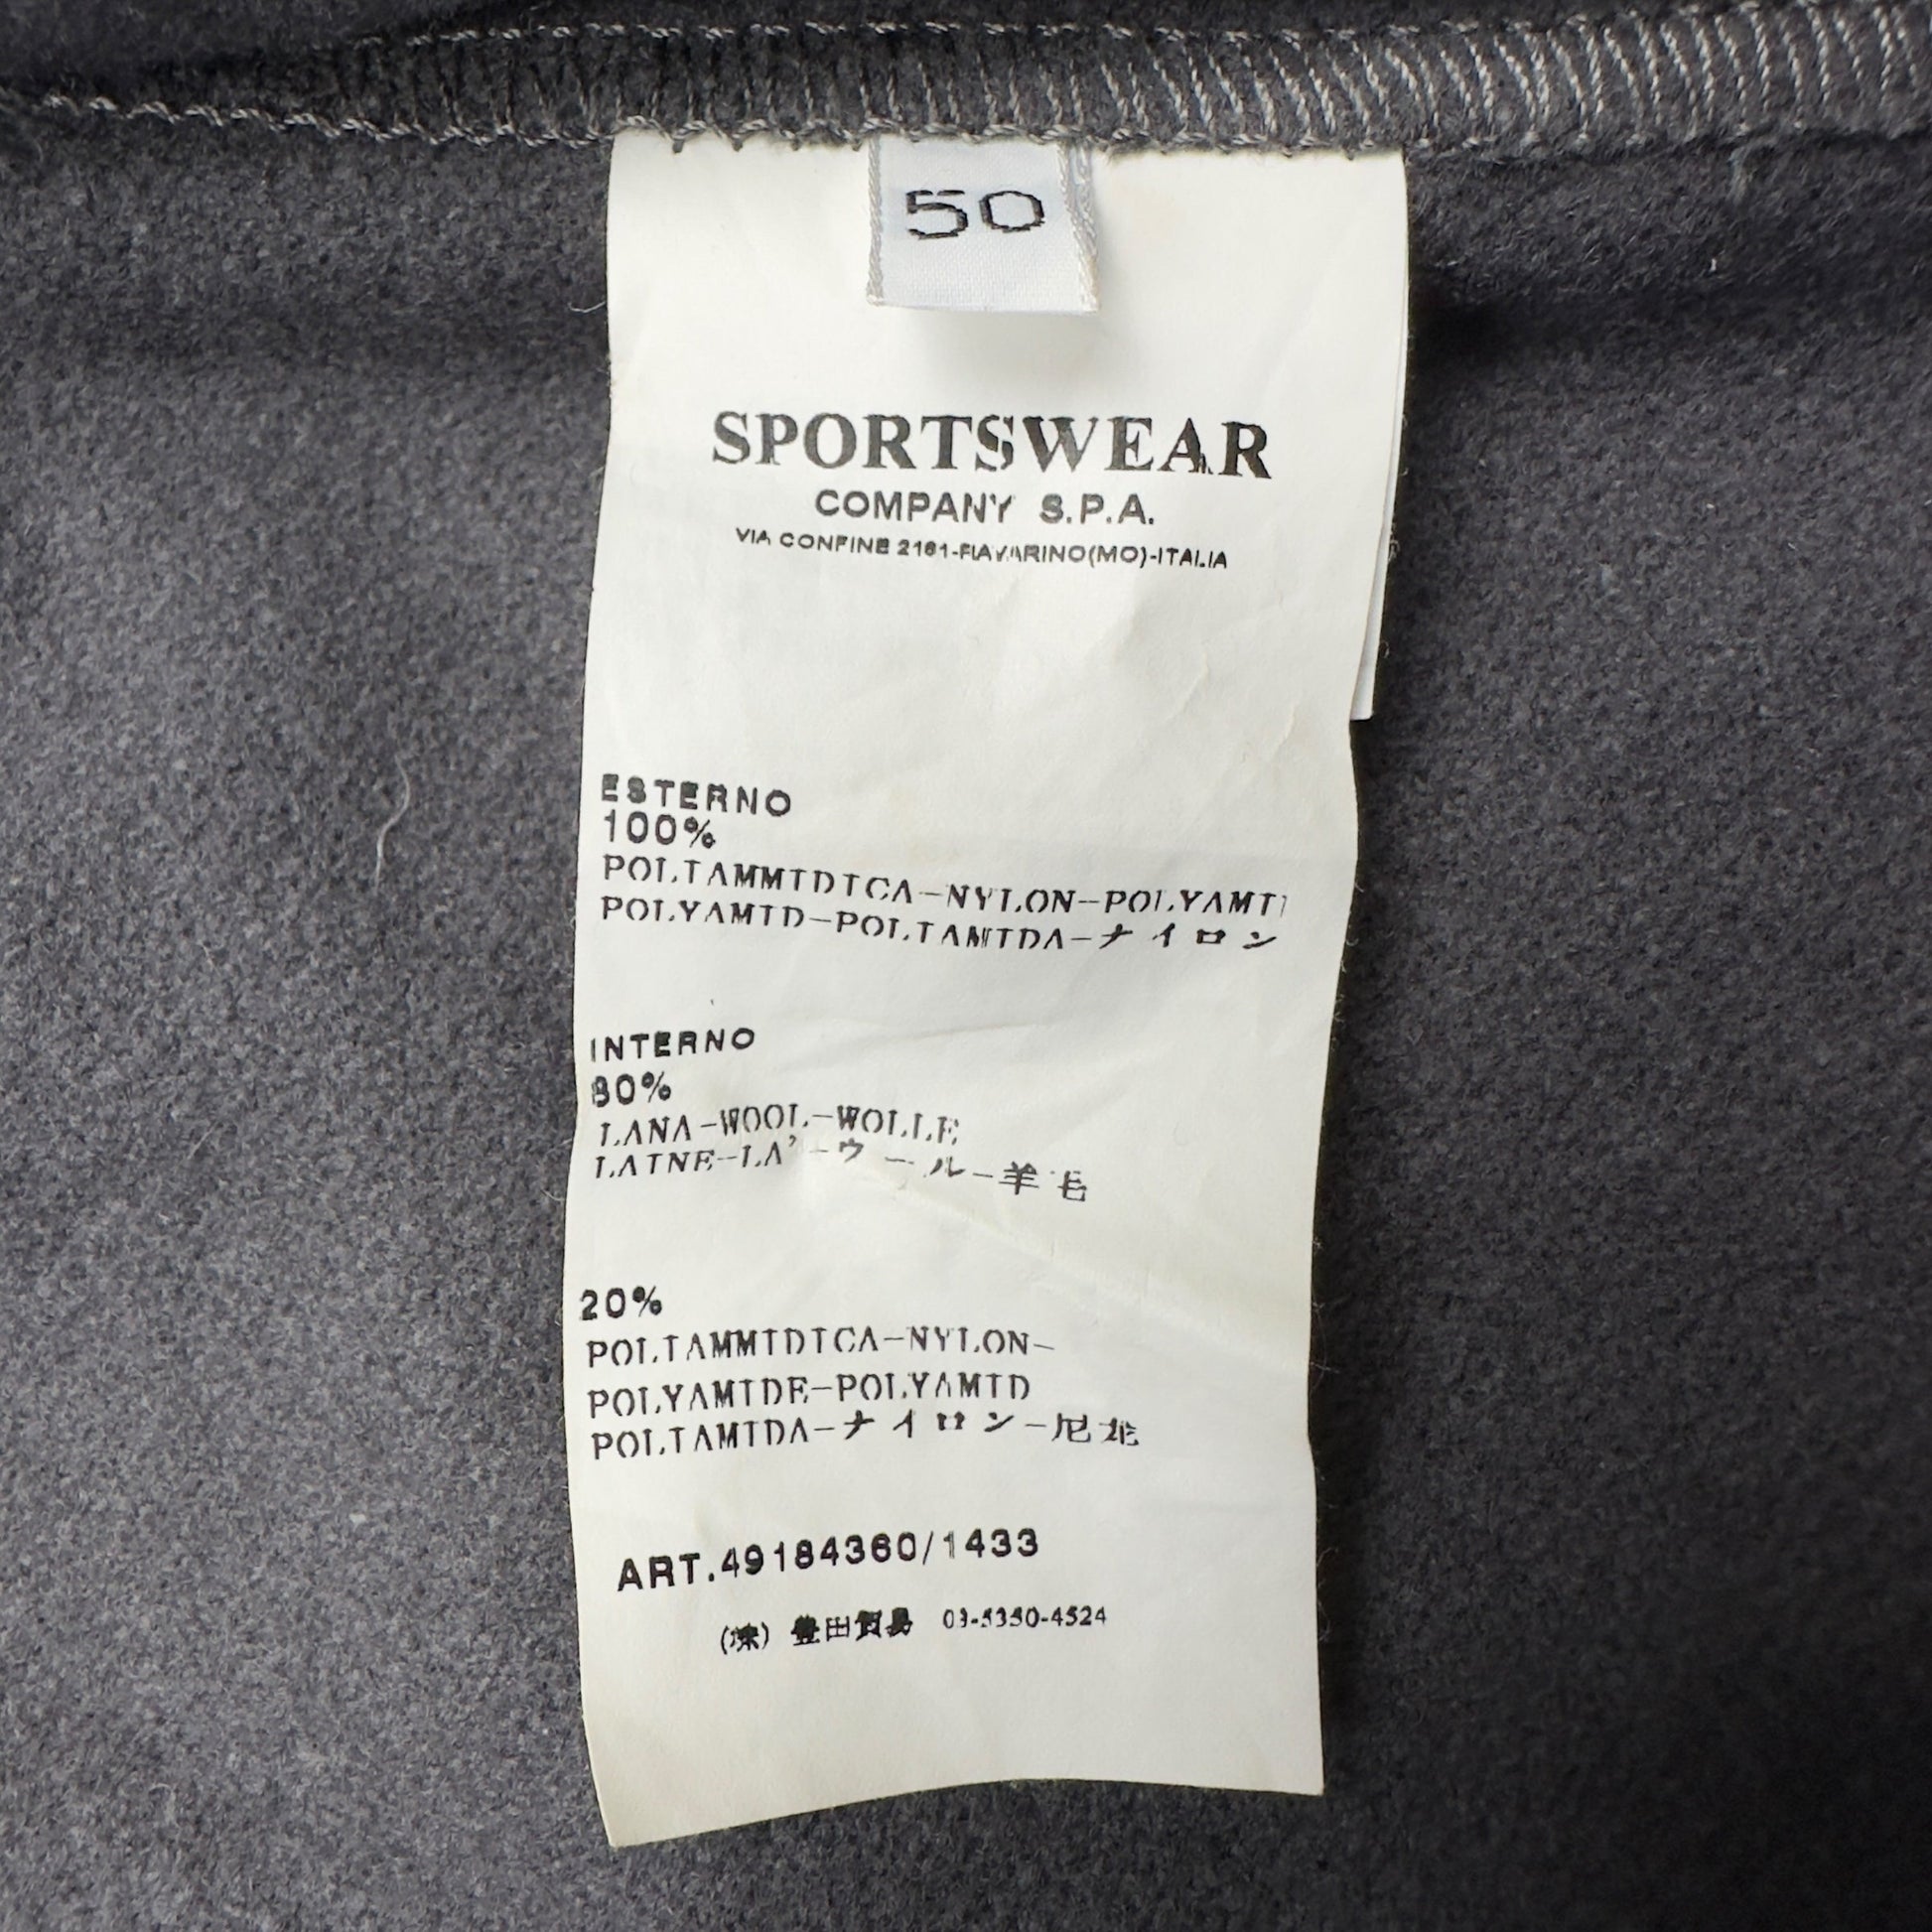 50
SPORTSWEAR
COMPANY S.P.A.
VIA CONFINE 2161-RAVARINO(MO)-ITALIA
ESTERNO
100%
POLIAMMIDICA-NYLON-POLYAMI
POLYAMID-POLIAMIDA-ナイロン
INTERNO
80%
LANA-WOOL-WOLLE
LAINE-LA'-ウール-羊毛
20%
POLIAMMIDICA-NYLON-
POLYAMIDE-POLYAMID
POLIAMIDA-ナイロン-尼龙
ART.49184360/1433
(株) 豊田貿易 03-5350-4524